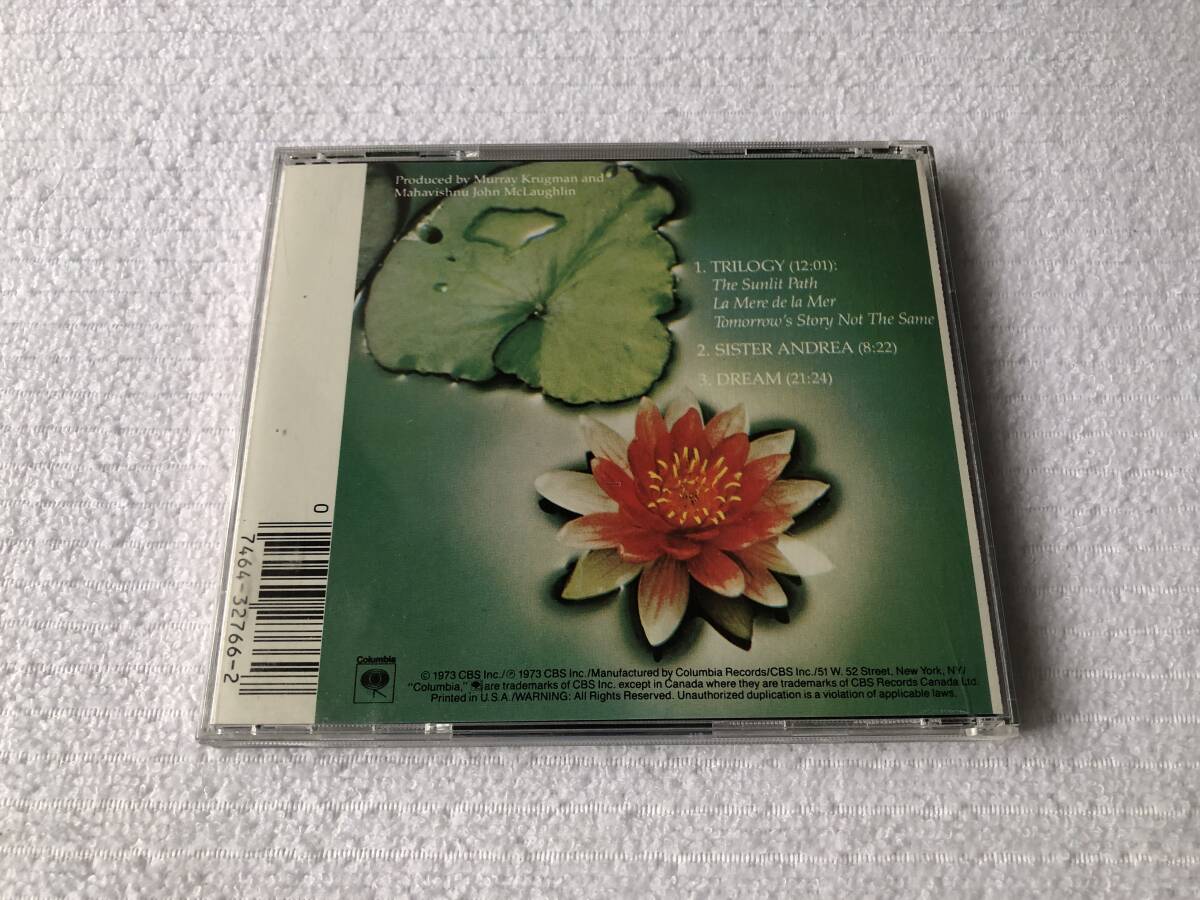 Produced by Murray Krugman and
Mahavishnu John McLaughlin
1. TRILOGY (12:01):
The Sunlit Path
La Mere de la Mer
Tomorrow's Story Not The Same
2. SISTER ANDREA (8:22)
3. DREAM (21:24)
0
7464-32766-2
Columbia
© 1973 CBS Inc./℗ 1973 CBS Inc./Manufactured by Columbia Records/CBS Inc./51 W. 52 Street, New York, NY/
"Columbia," are trademarks of CBS Inc. except in Canada where they are trademarks of CBS Records Canada Ltd.
Printed in U.S.A./WARNING: All Rights Reserved. Unauthorized duplication is a violation of applicable laws.